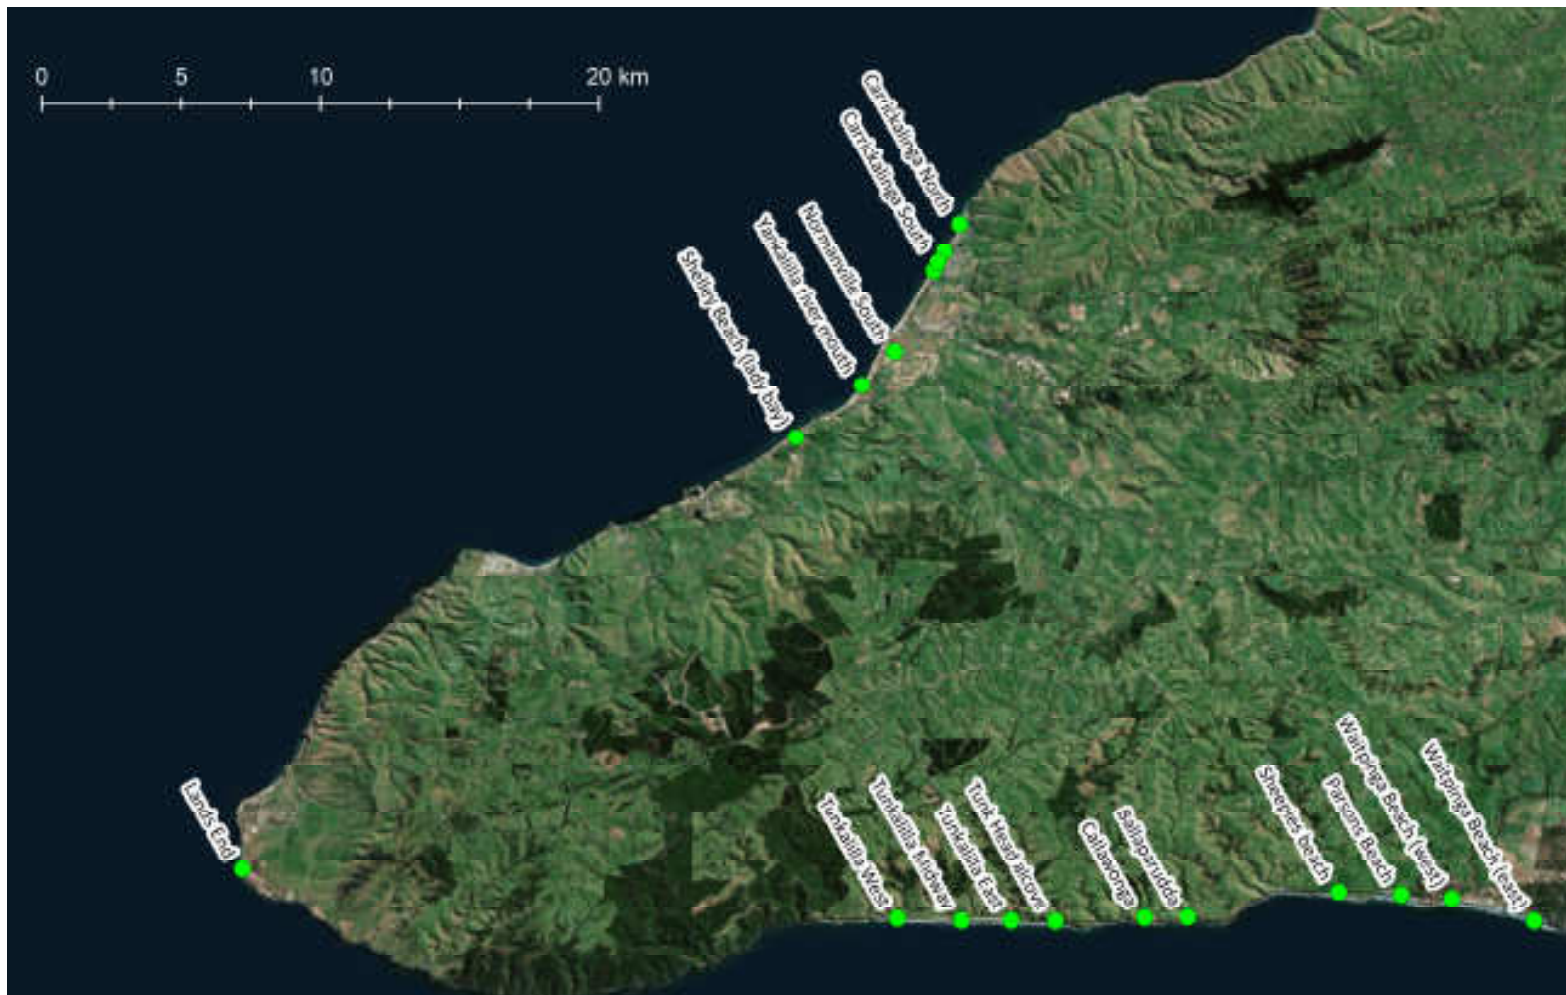 0 5 10 20 km
Carrickalinga North
Carrickalinga South
Normanville South
Yankalilla river mouth
Shelley Beach (lady bay)
Lands End
Tunkalilla West
Tunkalilla Midway
Tunkalilla East
Tunk Head alcove
Callawonga
Ballaparudda
Sheepies beach
Parsons Beach
Waitpinga Beach (west)
Waitpinga Beach (east)